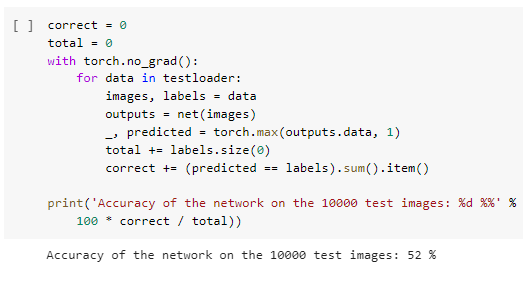 [ ] correct = 0
total = 0
with torch.no_grad():
for data in testloader:
images, labels = data
outputs = net(images)
_, predicted = torch.max(outputs.data, 1)
total += labels.size(0)
correct += (predicted == labels).sum().item()
print('Accuracy of the network on the 10000 test images: %d %%' %
100 * correct / total))
Accuracy of the network on the 10000 test images: 52 %